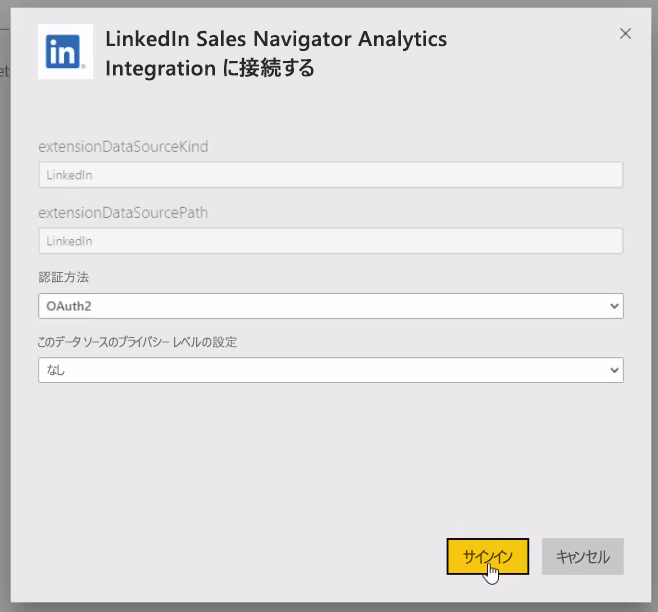 LinkedIn Sales Navigator Analytics
Integration に接続する
extensionDataSourceKind
LinkedIn
extensionDataSourcePath
LinkedIn
認証方法
OAuth2
このデータ ソースのプライバシー レベルの設定
なし
サインイン
キャンセル